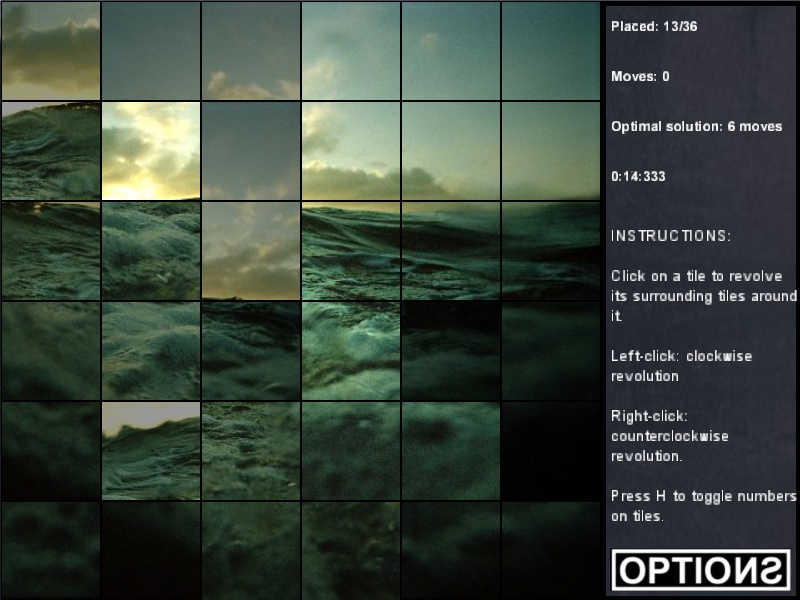 Placed: 13/36
Moves: 0
Optimal solution: 6 moves
0:14:333
INSTRUCTIONS:
Click on a tile to revolve
its surrounding tiles around
it.
Left-click: clockwise
revolution
Right-click:
counterclockwise
revolution.
Press H to toggle numbers
on tiles.
OPTIONS